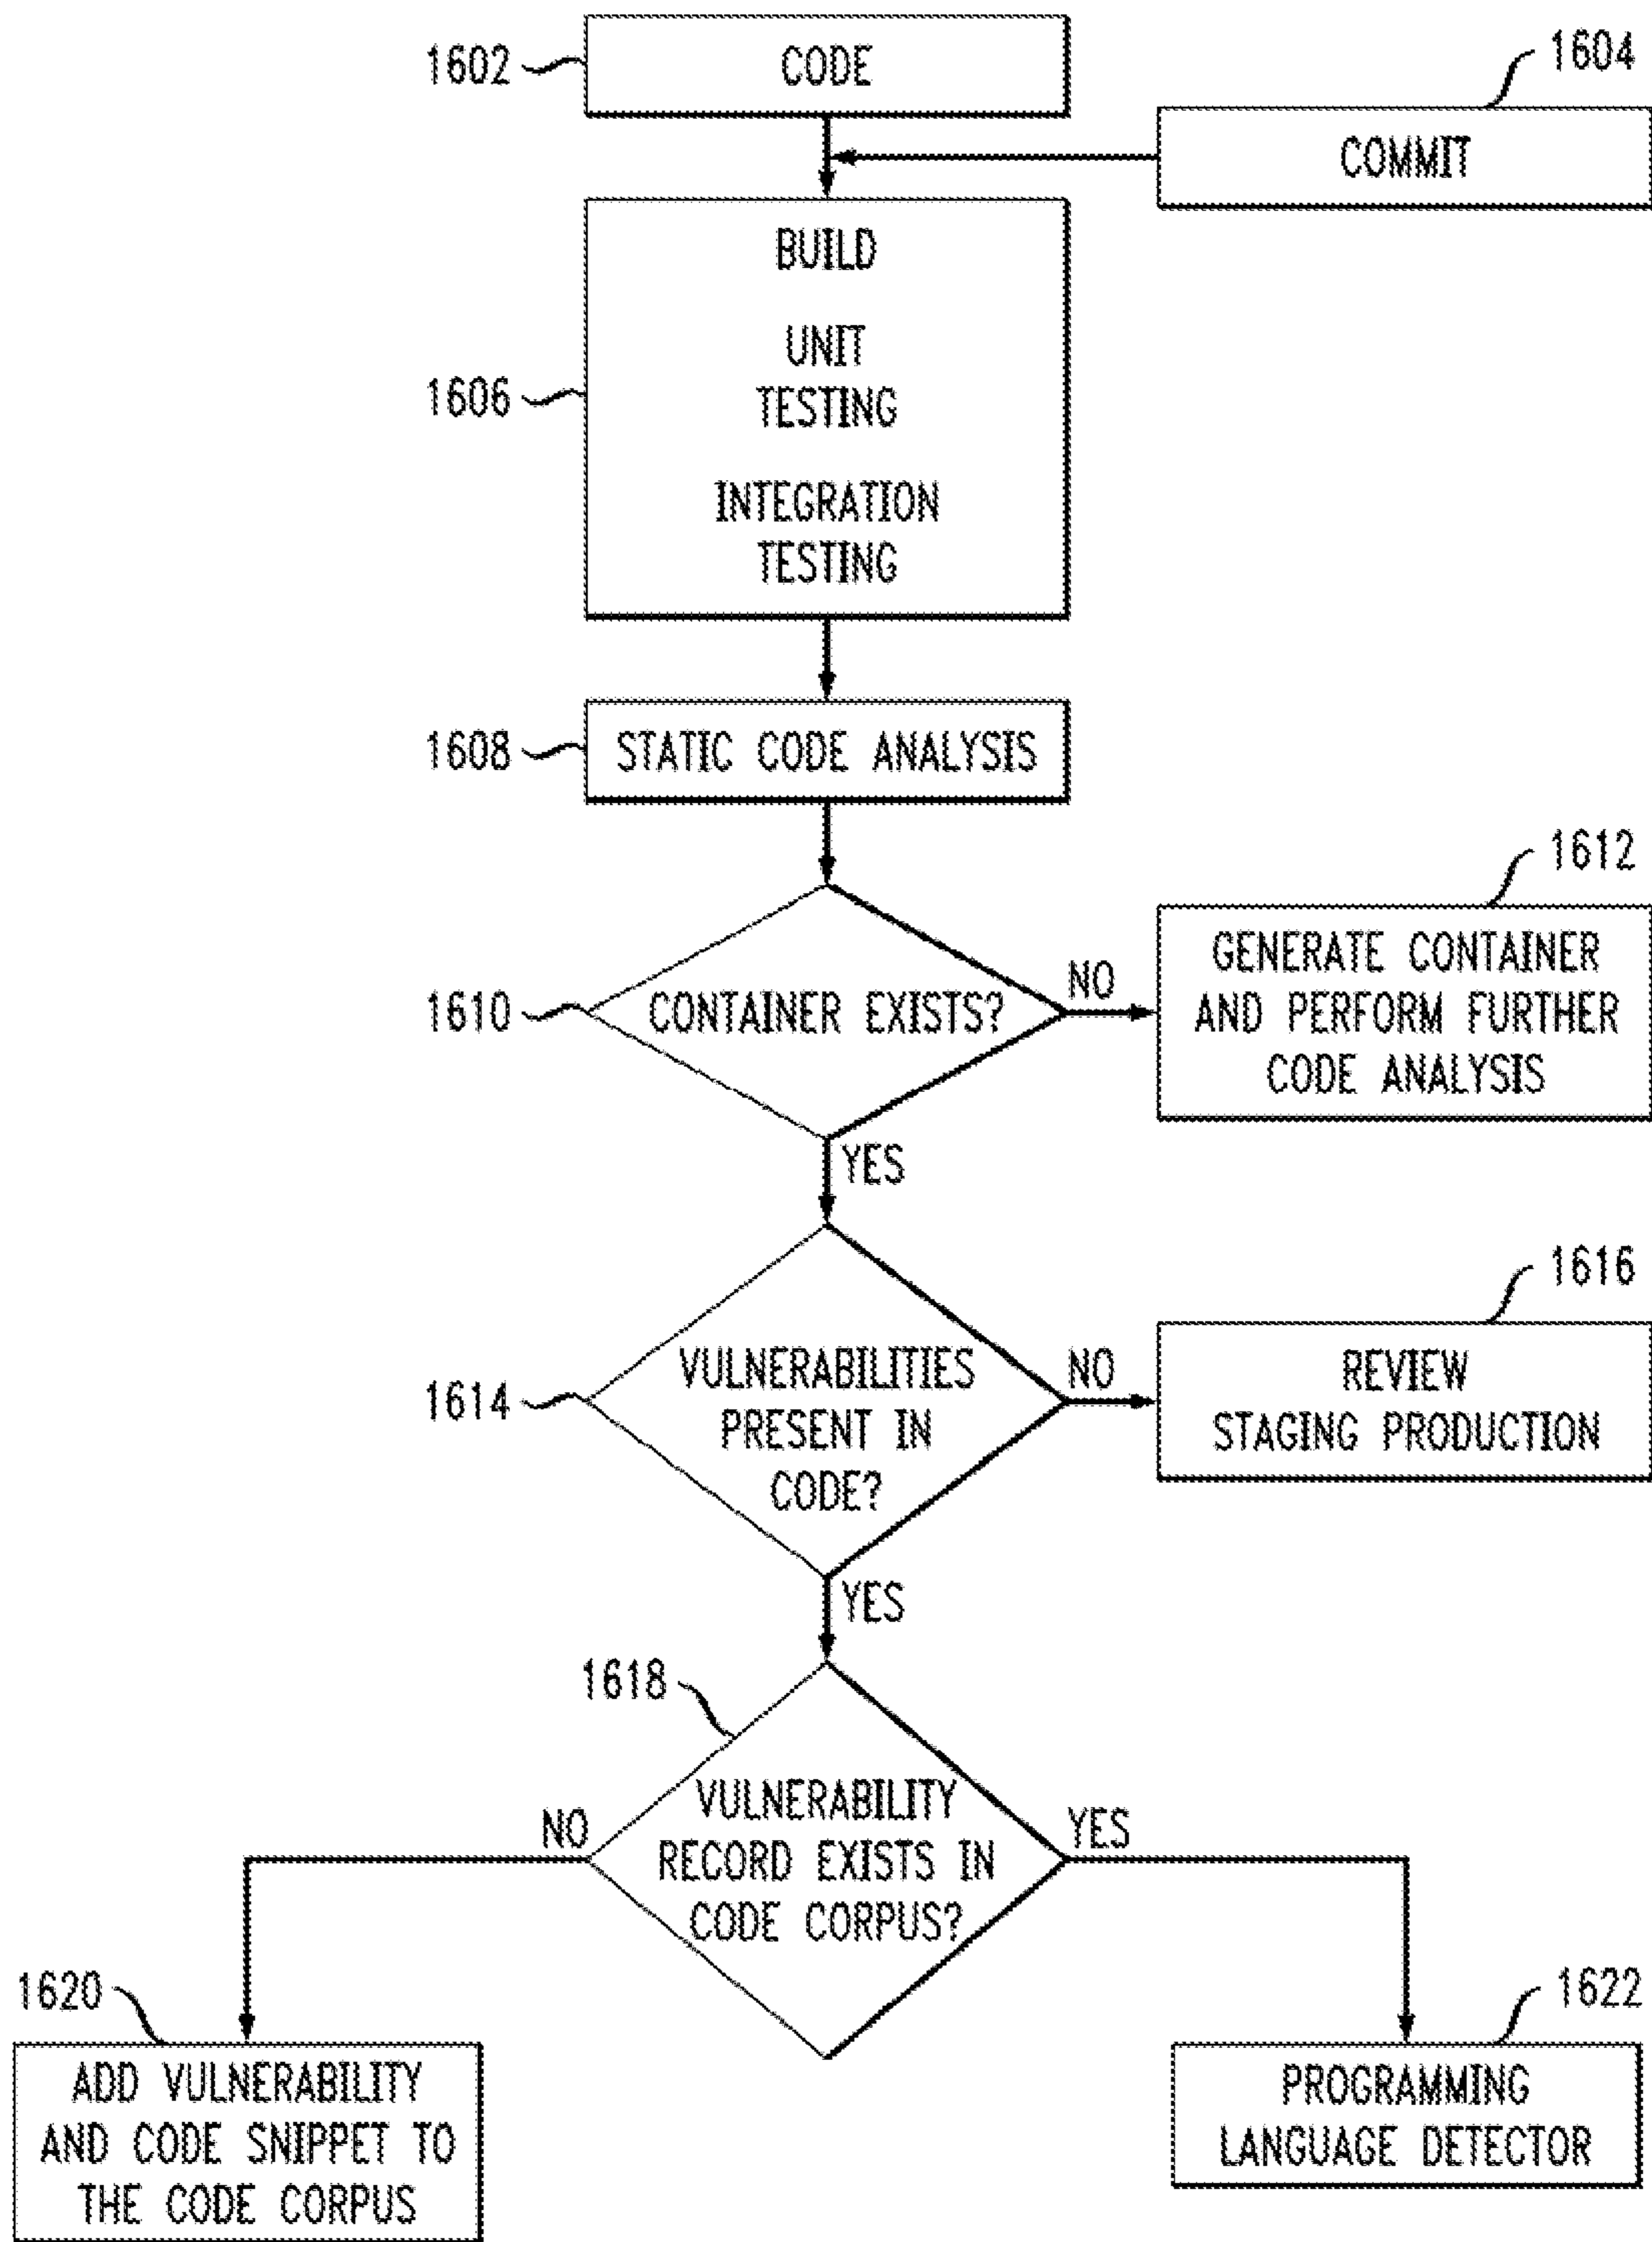 1602
CODE
1604
COMMIT
1606
BUILD
UNIT
TESTING
INTEGRATION
TESTING
1608
STATIC CODE ANALYSIS
1610
CONTAINER EXISTS?
NO
1612
GENERATE CONTAINER
AND PERFORM FURTHER
CODE ANALYSIS
YES
1614
VULNERABILITIES
PRESENT IN
CODE?
NO
1616
REVIEW
STAGING PRODUCTION
YES
1618
VULNERABILITY
RECORD EXISTS IN
CODE CORPUS?
NO
YES
1620
ADD VULNERABILITY
AND CODE SNIPPET TO
THE CODE CORPUS
1622
PROGRAMMING
LANGUAGE DETECTOR